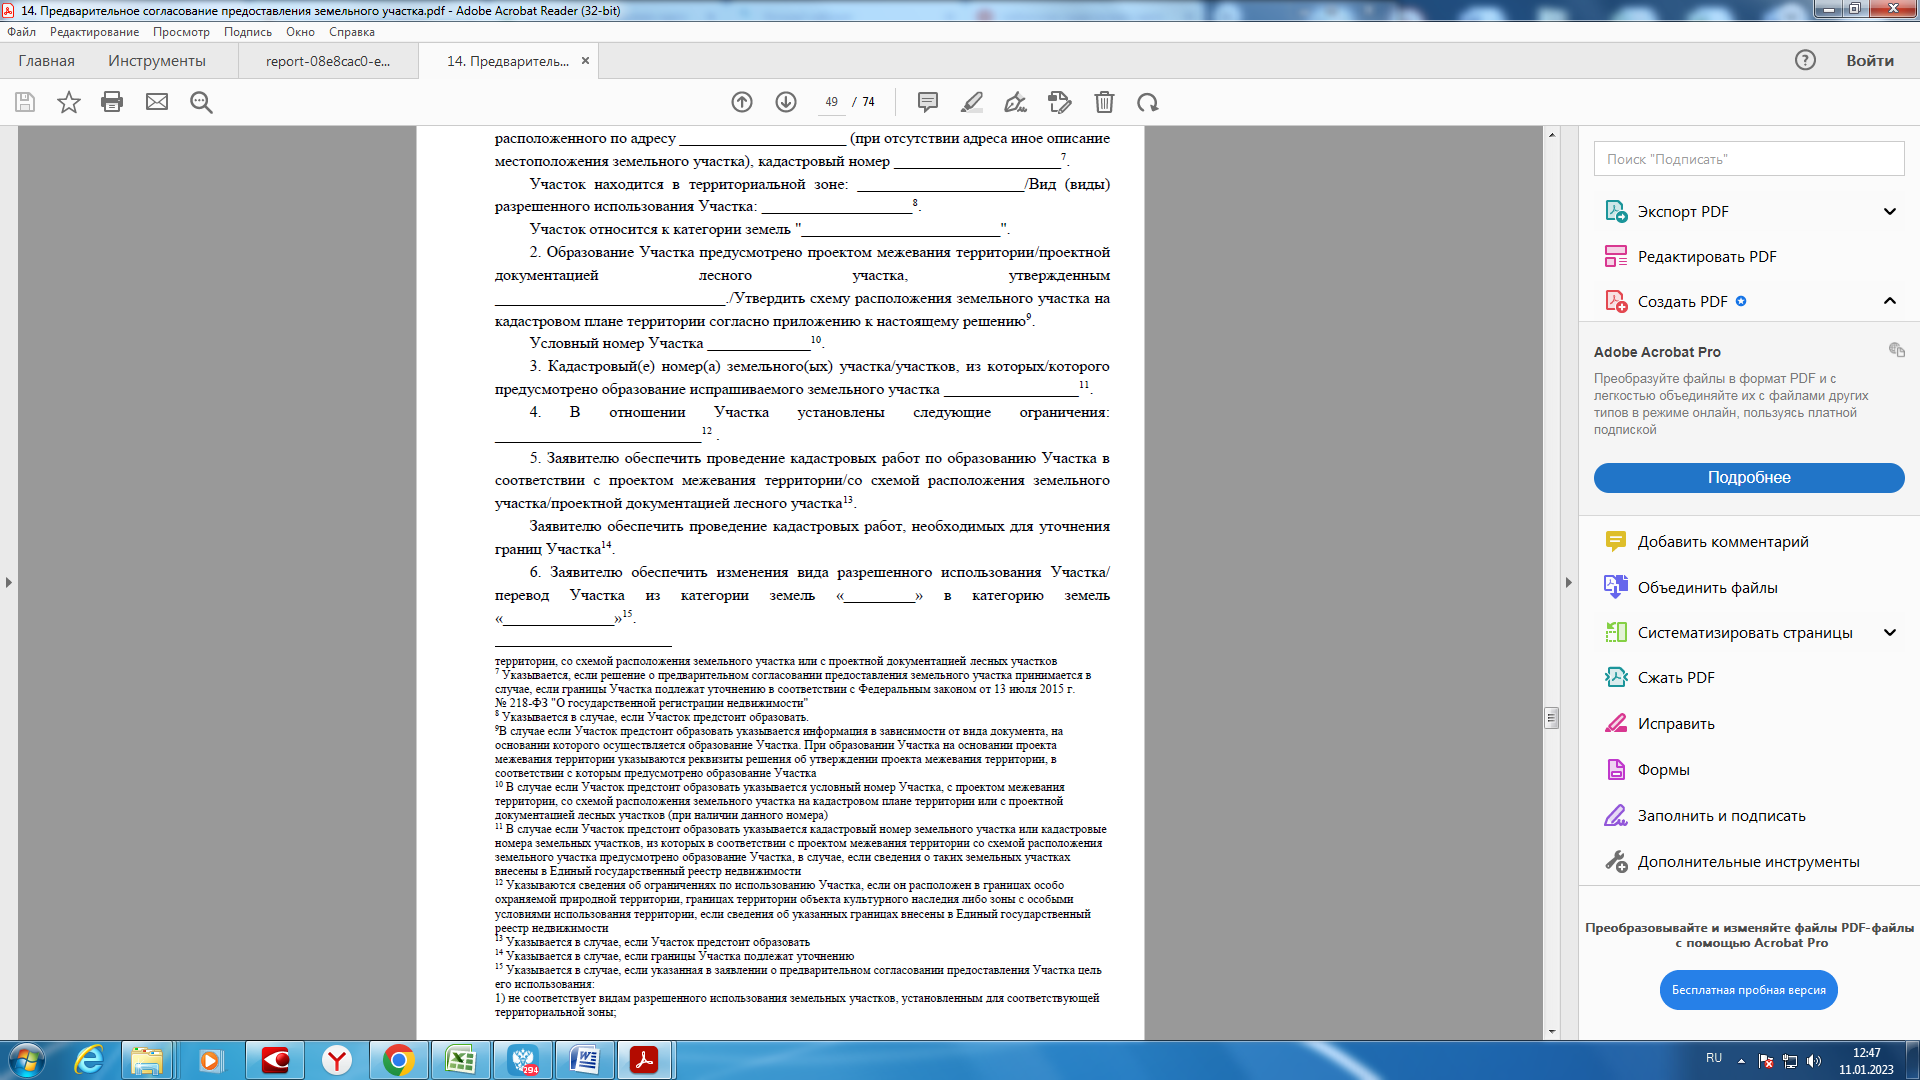 14. Предварительное согласование предоставления земельного участка.pdf - Adobe Acrobat Reader (32-bit)
Файл Редактирование Просмотр Подпись Окно Справка
Главная Инструменты report-08e8cac0-e... 14. Предваритель... × Войти
49 / 74
расположенного по адресу ______________________ (при отсутствии адреса иное описание
местоположения земельного участка), кадастровый номер ______________________7.
Участок находится в территориальной зоне: ______________________/Вид (виды)
разрешенного использования Участка: ____________________8.
Участок относится к категории земель "__________________________".
2. Образование Участка предусмотрено проектом межевания территории/проектной
документацией лесного участка, утвержденным
______________________________./Утвердить схему расположения земельного участка на
кадастровом плане территории согласно приложению к настоящему решению9.
Условный номер Участка ______________10.
3. Кадастровый(е) номер(а) земельного(ых) участка/участков, из которых/которого
предусмотрено образование испрашиваемого земельного участка __________________11.
4. В отношении Участка установлены следующие ограничения:
___________________________12 .
5. Заявителю обеспечить проведение кадастровых работ по образованию Участка в
соответствии с проектом межевания территории/со схемой расположения земельного
участка/проектной документацией лесного участка13.
Заявителю обеспечить проведение кадастровых работ, необходимых для уточнения
границ Участка14.
6. Заявителю обеспечить изменения вида разрешенного использования Участка/
перевод Участка из категории земель «_________» в категорию земель
«______________»15.
территории, со схемой расположения земельного участка или с проектной документацией лесных участков
7 Указывается, если решение о предварительном согласовании предоставления земельного участка принимается в
случае, если границы Участка подлежат уточнению в соответствии с Федеральным законом от 13 июля 2015 г.
№ 218-ФЗ "О государственной регистрации недвижимости"
8 Указывается в случае, если Участок предстоит образовать.
9В случае если Участок предстоит образовать указывается информация в зависимости от вида документа, на
основании которого осуществляется образование Участка. При образовании Участка на основании проекта
межевания территории указываются реквизиты решения об утверждении проекта межевания территории, в
соответствии с которым предусмотрено образование Участка
10 В случае если Участок предстоит образовать указывается условный номер Участка, с проектом межевания
территории, со схемой расположения земельного участка на кадастровом плане территории или с проектной
документацией лесных участков (при наличии данного номера)
11 В случае если Участок предстоит образовать указывается кадастровый номер земельного участка или кадастровые
номера земельных участков, из которых в соответствии с проектом межевания территории со схемой расположения
земельного участка предусмотрено образование Участка, в случае, если сведения о таких земельных участках
внесены в Единый государственный реестр недвижимости
12 Указываются сведения об ограничениях по использованию Участка, если он расположен в границах особо
охраняемой природной территории, границах территории объекта культурного наследия либо зоны с особыми
условиями использования территории, если сведения об указанных границах внесены в Единый государственный
реестр недвижимости
13 Указывается в случае, если Участок предстоит образовать
14 Указывается в случае, если границы Участка подлежат уточнению
15 Указывается в случае, если указанная в заявлении о предварительном согласовании предоставления Участка цель
его использования:
1) не соответствует видам разрешенного использования земельных участков, установленным для соответствующей
территориальной зоны;
Поиск "Подписать"
Экспорт PDF
Редактировать PDF
Создать PDF
Adobe Acrobat Pro
Преобразуйте файлы в формат PDF и с
легкостью объединяйте их с файлами других
типов в режиме онлайн, пользуясь платной
подпиской
Подробнее
Добавить комментарий
Объединить файлы
Систематизировать страницы
Сжать PDF
Исправить
Формы
Заполнить и подписать
Дополнительные инструменты
Преобразовывайте и изменяйте файлы PDF-файлы
с помощью Acrobat Pro
Бесплатная пробная версия
294
RU
12:47
11.01.2023